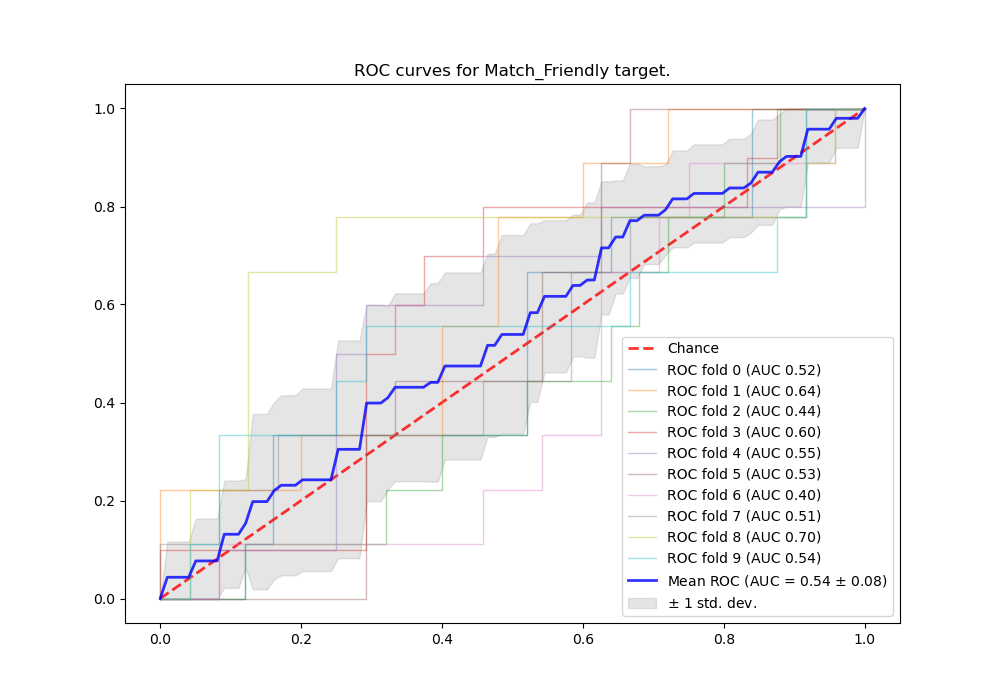 ROC curves for Match_Friendly target.
1.0
0.8
0.6
0.4
0.2
0.0
0.0
0.2
0.4
0.6
0.8
1.0
Chance
ROC fold 0 (AUC 0.52)
ROC fold 1 (AUC 0.64)
ROC fold 2 (AUC 0.44)
ROC fold 3 (AUC 0.60)
ROC fold 4 (AUC 0.55)
ROC fold 5 (AUC 0.53)
ROC fold 6 (AUC 0.40)
ROC fold 7 (AUC 0.51)
ROC fold 8 (AUC 0.70)
ROC fold 9 (AUC 0.54)
Mean ROC (AUC = 0.54 ± 0.08)
± 1 std. dev.